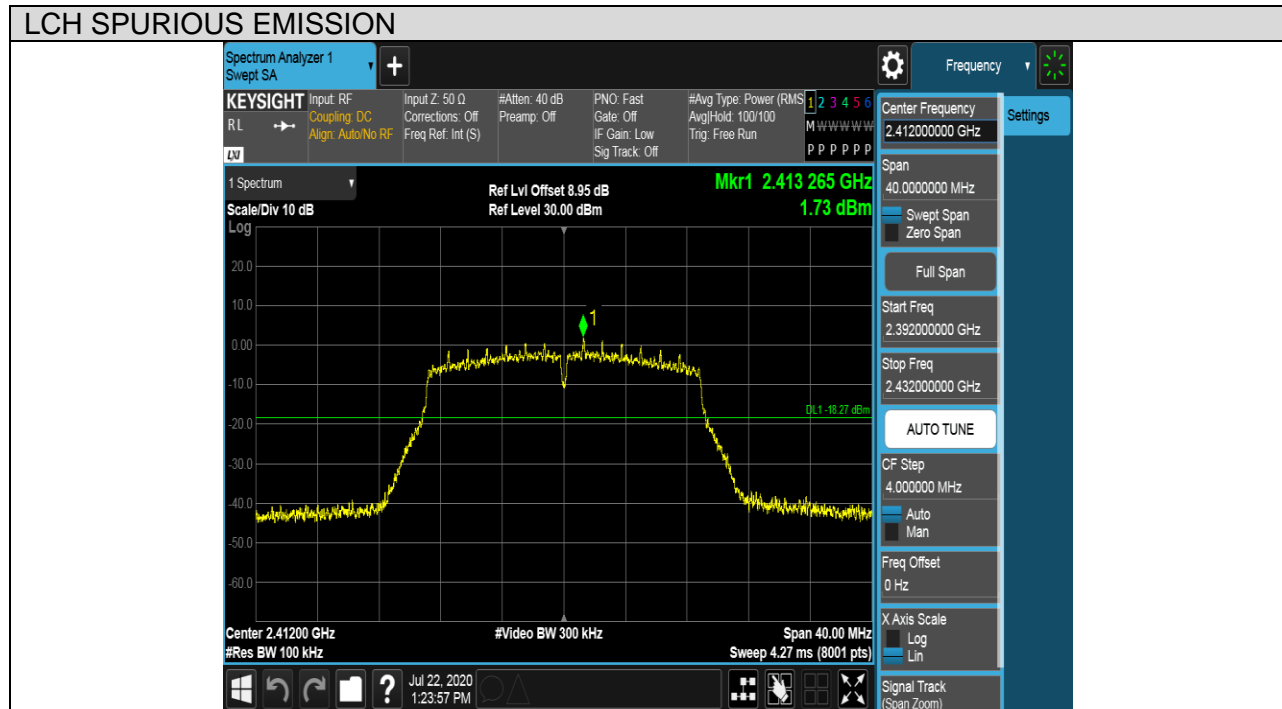 LCH SPURIOUS EMISSION
Spectrum Analyzer 1
Swept SA
+
Frequency
KEYSIGHT
RL
LXI
Input: RF
Coupling: DC
Align: Auto/No RF
Input Z: 50 Ω
Corrections: Off
Freq Ref: Int (S)
#Atten: 40 dB
Preamp: Off
PNO: Fast
Gate: Off
IF Gain: Low
Sig Track: Off
#Avg Type: Power (RMS
Avg|Hold: 100/100
Trig: Free Run
1 2 3 4 5 6
M W W W W W
P P P P P P
1 Spectrum
Scale/Div 10 dB
Log
Ref Lvl Offset 8.95 dB
Ref Level 30.00 dBm
Mkr1 2.413 265 GHz
1.73 dBm
20.0
10.0
0.00
-10.0
-20.0
-30.0
-40.0
-50.0
-60.0
1
DL1 -18.27 dBm
Center 2.41200 GHz
#Res BW 100 kHz
#Video BW 300 kHz
Span 40.00 MHz
Sweep 4.27 ms (8001 pts)
?
Jul 22, 2020
1:23:57 PM
Center Frequency
2.412000000 GHz
Span
40.0000000 MHz
Swept Span
Zero Span
Full Span
Start Freq
2.392000000 GHz
Stop Freq
2.432000000 GHz
AUTO TUNE
CF Step
4.000000 MHz
Auto
Man
Freq Offset
0 Hz
X Axis Scale
Log
Lin
Signal Track
(Span Zoom)
Settings